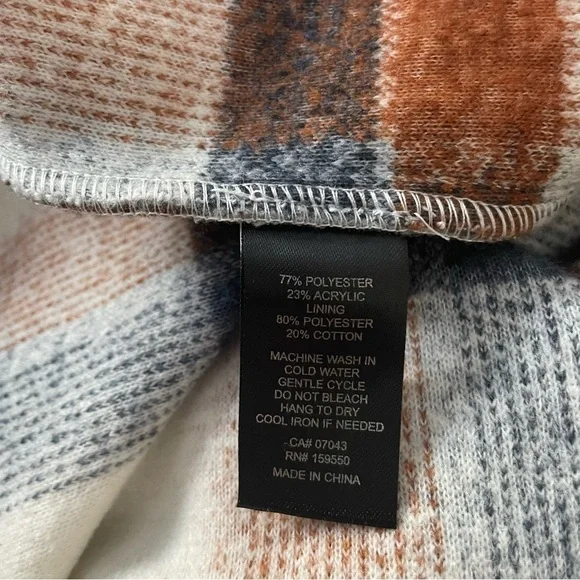 77% POLYESTER
23% ACRYLIC
LINING
80% POLYESTER
20% COTTON
MACHINE WASH IN
COLD WATER
GENTLE CYCLE
DO NOT BLEACH
HANG TO DRY
COOL IRON IF NEEDED
CA# 07043
RN# 159550
MADE IN CHINA